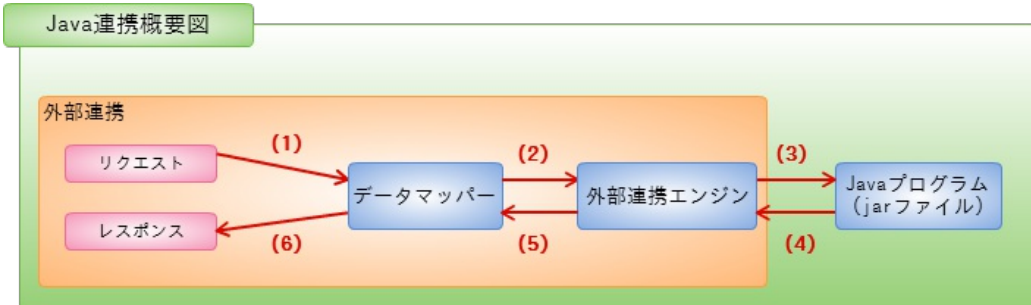 Java連携概要図
外部連携
リクエスト
(1)
データマッパー
(2)
外部連携エンジン
(3)
Javaプログラム
(jarファイル)
レスポンス
(6)
(5)
(4)